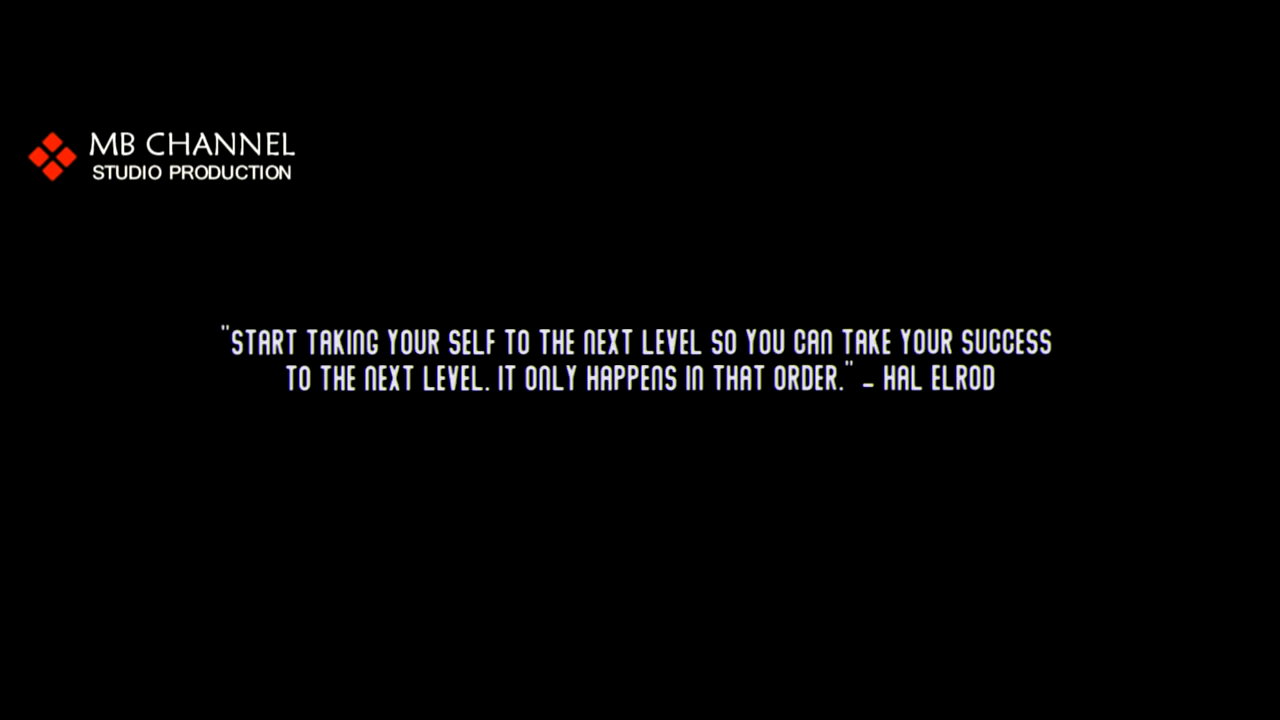 MB CHANNEL
STUDIO PRODUCTION
"START TAKING YOUR SELF TO THE NEXT LEVEL SO YOU CAN TAKE YOUR SUCCESS
TO THE NEXT LEVEL. IT ONLY HAPPENS IN THAT ORDER." - HAL ELROD